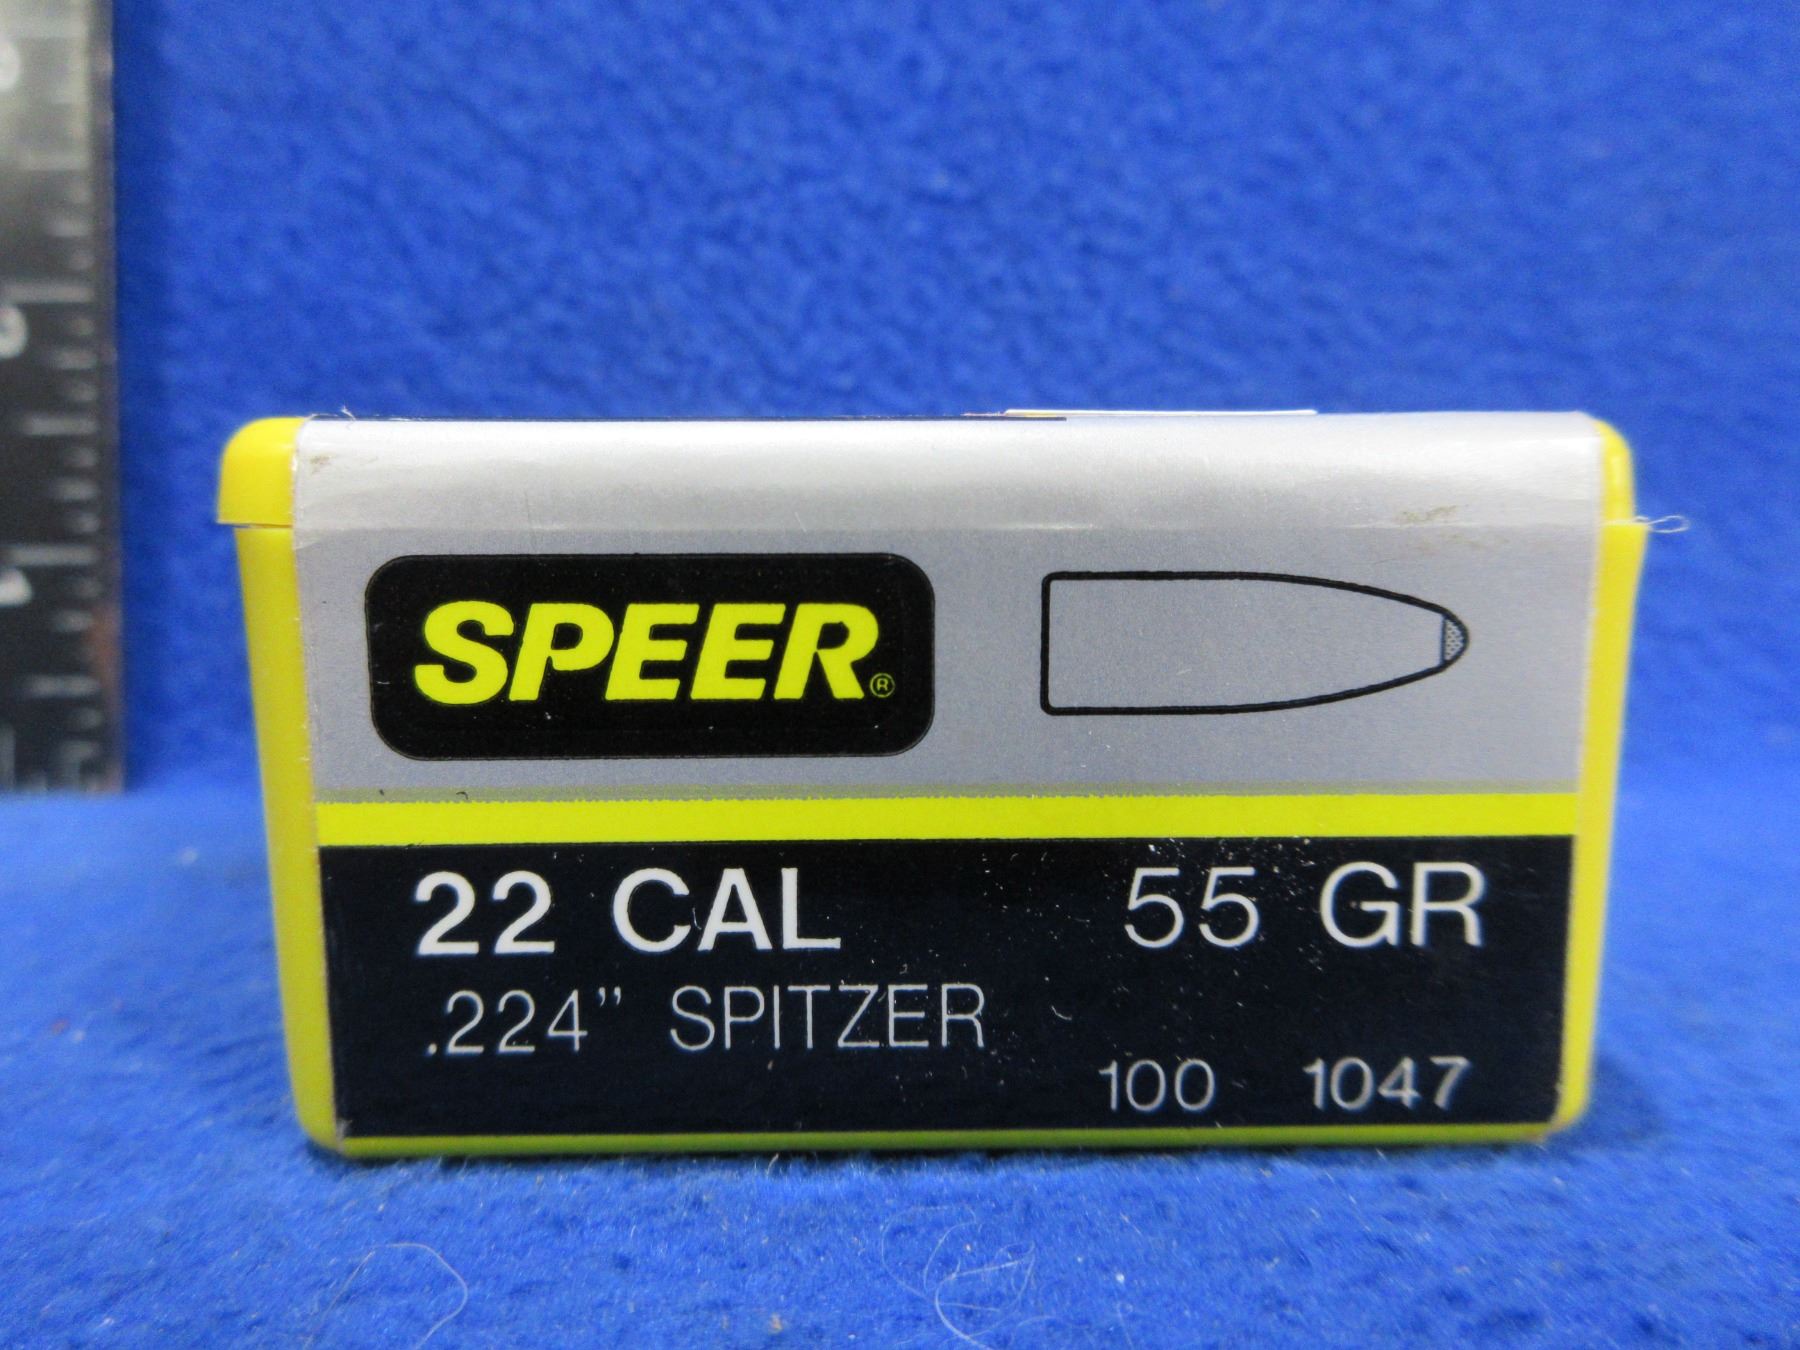 SPEER®
22 CAL 55 GR
.224" SPITZER
100 1047